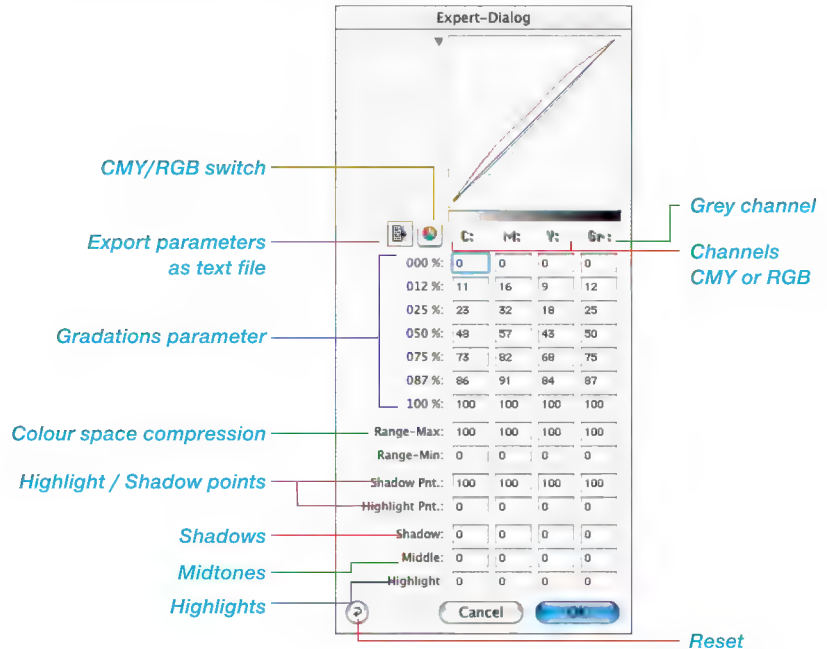 Expert-Dialog
CMY/RGB switch
Grey channel
C: M: Y: Gr:
Export parameters
as text file
Channels
CMY or RGB
000 %: 0 0 0 0
012 %: 11 16 9 12
025 %: 23 32 18 25
Gradations parameter
050 %: 48 57 43 50
075 %: 73 82 68 75
087 %: 86 91 84 87
100 %: 100 100 100 100
Colour space compression
Range-Max: 100 100 100 100
Range-Min: 0 0 0 0
Highlight / Shadow points
Shadow Pnt.: 100 100 100 100
Highlight Pnt.: 0 0 0 0
Shadows
Shadow: 0 0 0 0
Middle: 0 0 0 0
Midtones
Highlight 0 0 0 0
Highlights
Cancel OK
Reset